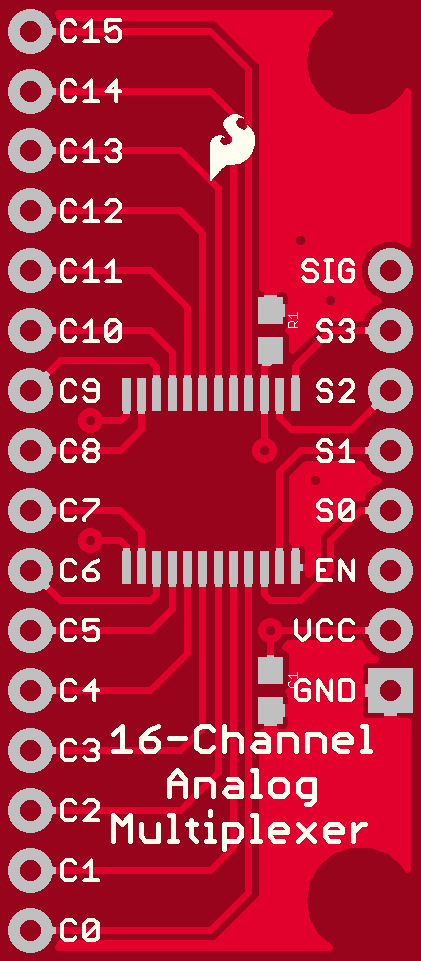 C15
C14
C13
C12
C11
SIG
R1
C10
S3
C9
S2
C8
S1
C7
S0
C6
EN
C5
VCC
C1
C4
GND
C3
16-Channel
Analog
C2
Multiplexer
C1
C0